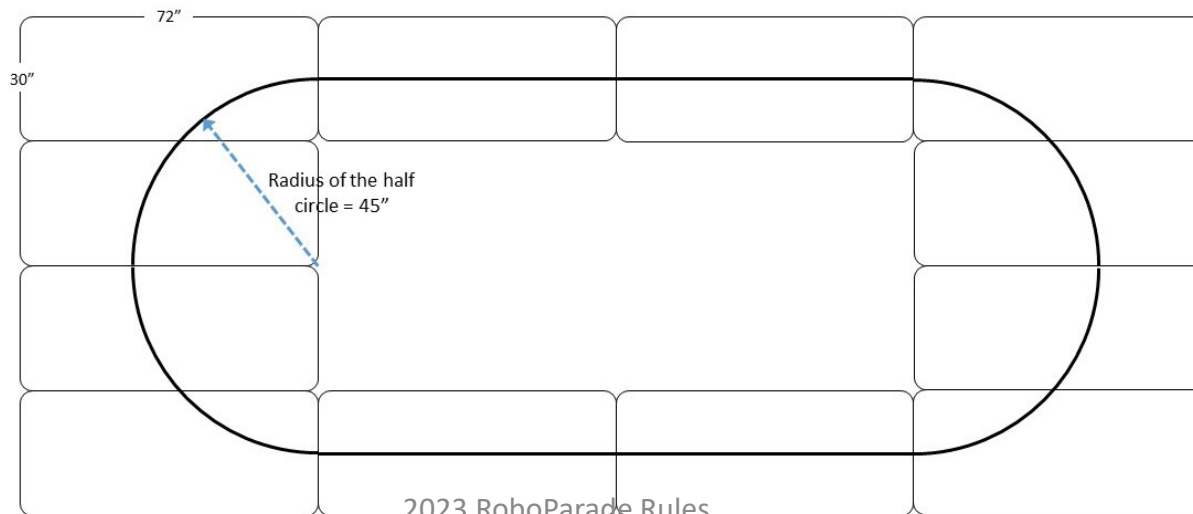 72”
30”
Radius of the half
circle = 45”
2023 RoboParade Rules